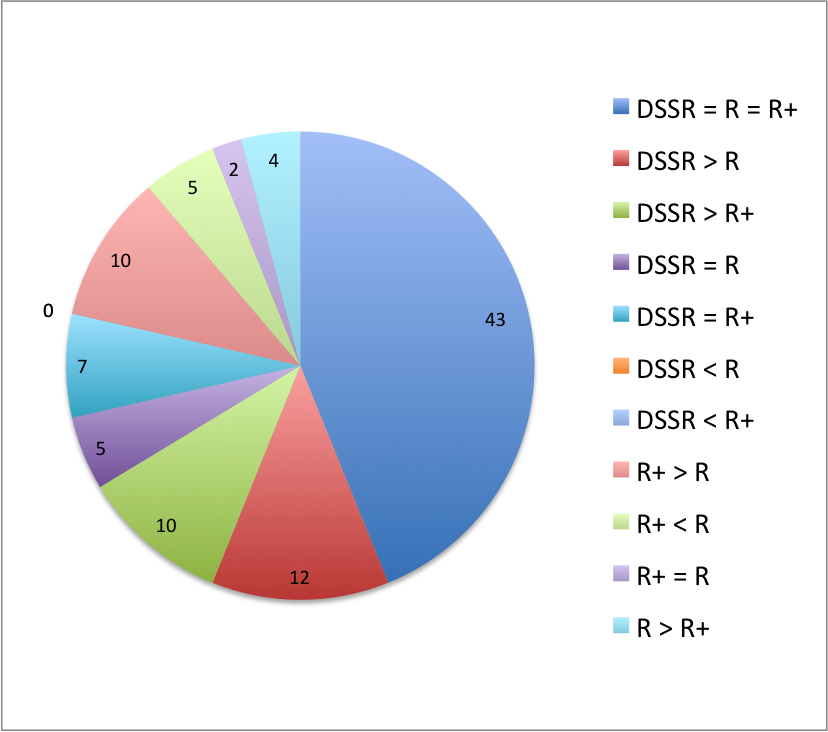 43
12
10
5
7
0
10
5
2
4
DSSR = R = R+
DSSR > R
DSSR > R+
DSSR = R
DSSR = R+
DSSR < R
DSSR < R+
R+ > R
R+ < R
R+ = R
R > R+